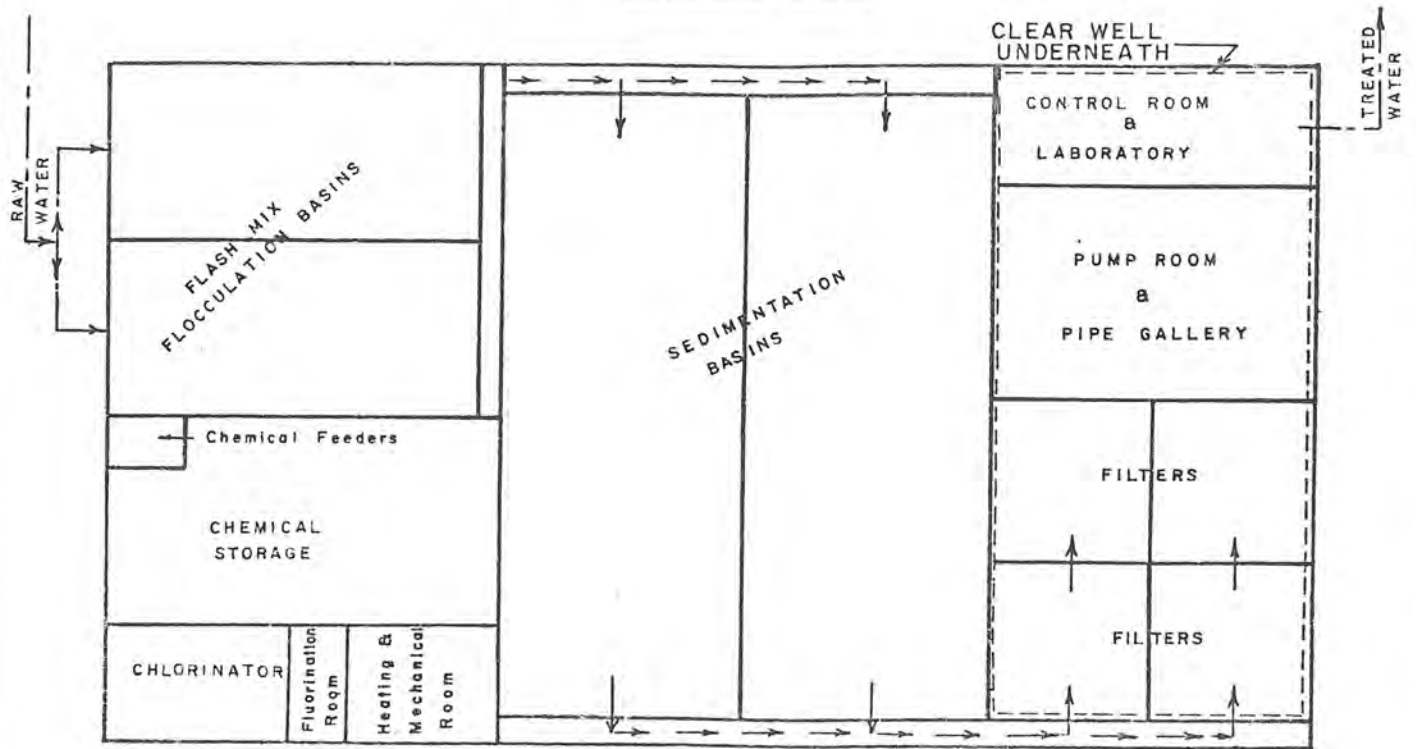 CLEAR WELL
UNDERNEATH
TREATED
WATER
RAW
WATER
FLASH-MIX
FLOCCULATION BASINS
CONTROL ROOM
&
LABORATORY
PUMP ROOM
&
PIPE GALLERY
SEDIMENTATION
BASINS
Chemical Feeders
FILTERS
CHEMICAL
STORAGE
FILTERS
CHLORINATOR
Fluorination
Room
Heating &
Mechanical
Room